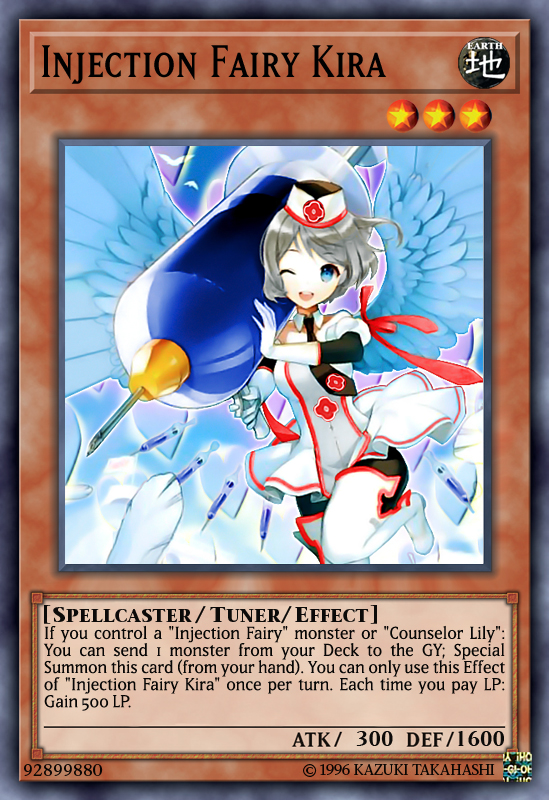 INJECTION FAIRY KIRA
EARTH
地
[SPELLCASTER/TUNER/EFFECT]
If you control a "Injection Fairy" monster or "Counselor Lily":
You can send 1 monster from your Deck to the GY; Special
Summon this card (from your hand). You can only use this Effect
of "Injection Fairy Kira" once per turn. Each time you pay LP:
Gain 500 LP.
ATK/ 300 DEF/1600
92899880 ©1996 KAZUKI TAKAHASHI